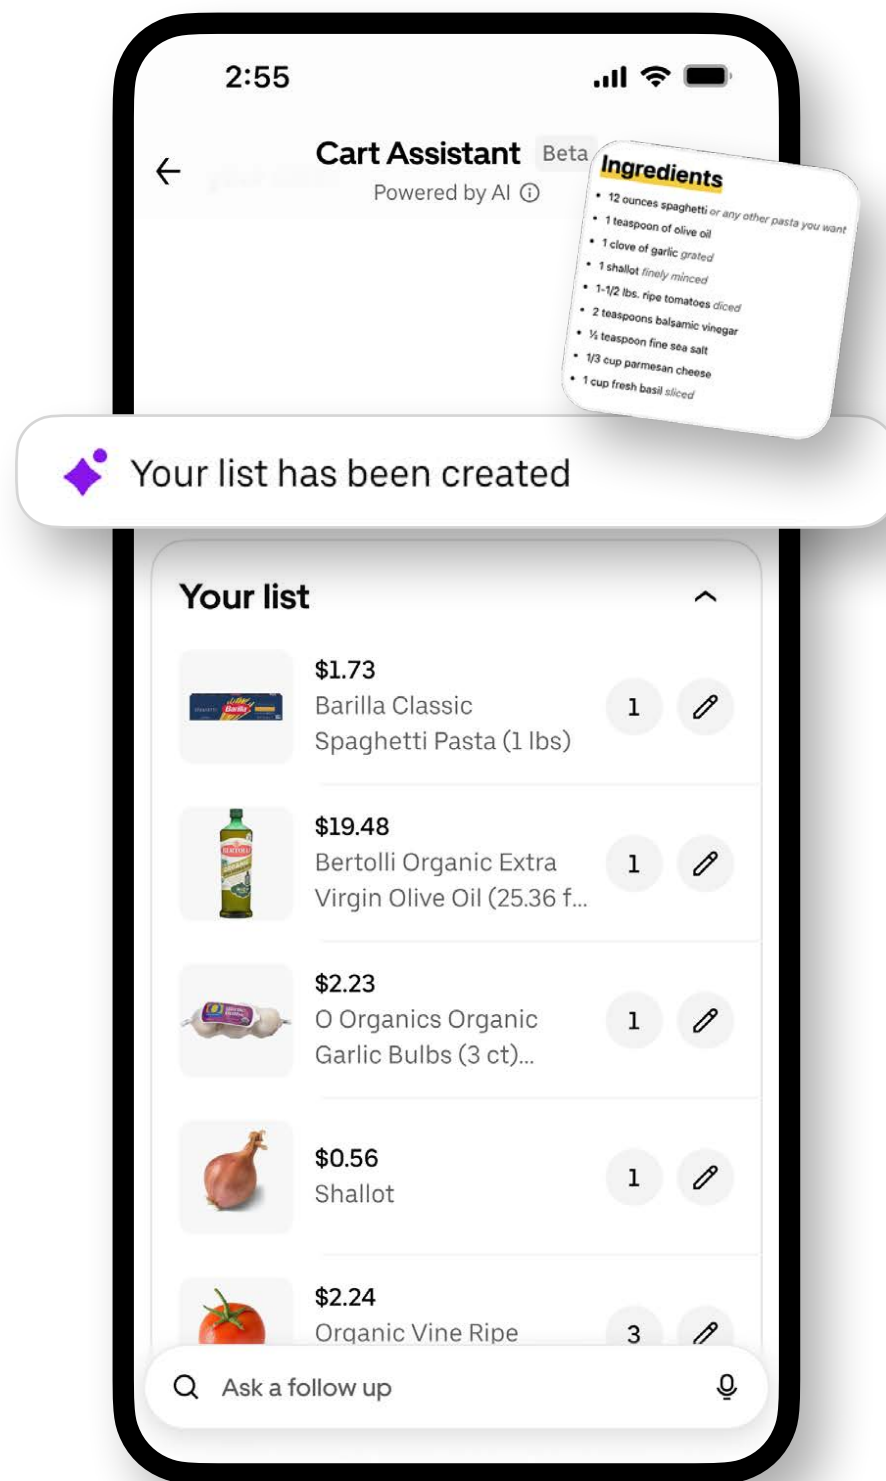 2:55
Cart Assistant Beta
Powered by AI
Ingredients
• 12 ounces spaghetti or any other pasta you want
• 1 teaspoon of olive oil
• 1 clove of garlic grated
• 1 shallot finely minced
• 1-1/2 lbs. ripe tomatoes diced
• 2 teaspoons balsamic vinegar
• ½ teaspoon fine sea salt
• 1/3 cup parmesan cheese
• 1 cup fresh basil sliced
Your list has been created
Your list
$1.73
Barilla Classic
Spaghetti Pasta (1 lbs)
1
Barilla
$19.48
Bertolli Organic Extra
Virgin Olive Oil (25.36 f...
1
BERTOLLI
$2.23
O Organics Organic
Garlic Bulbs (3 ct)...
1
$0.56
Shallot
1
$2.24
Organic Vine Ripe
3
Ask a follow up